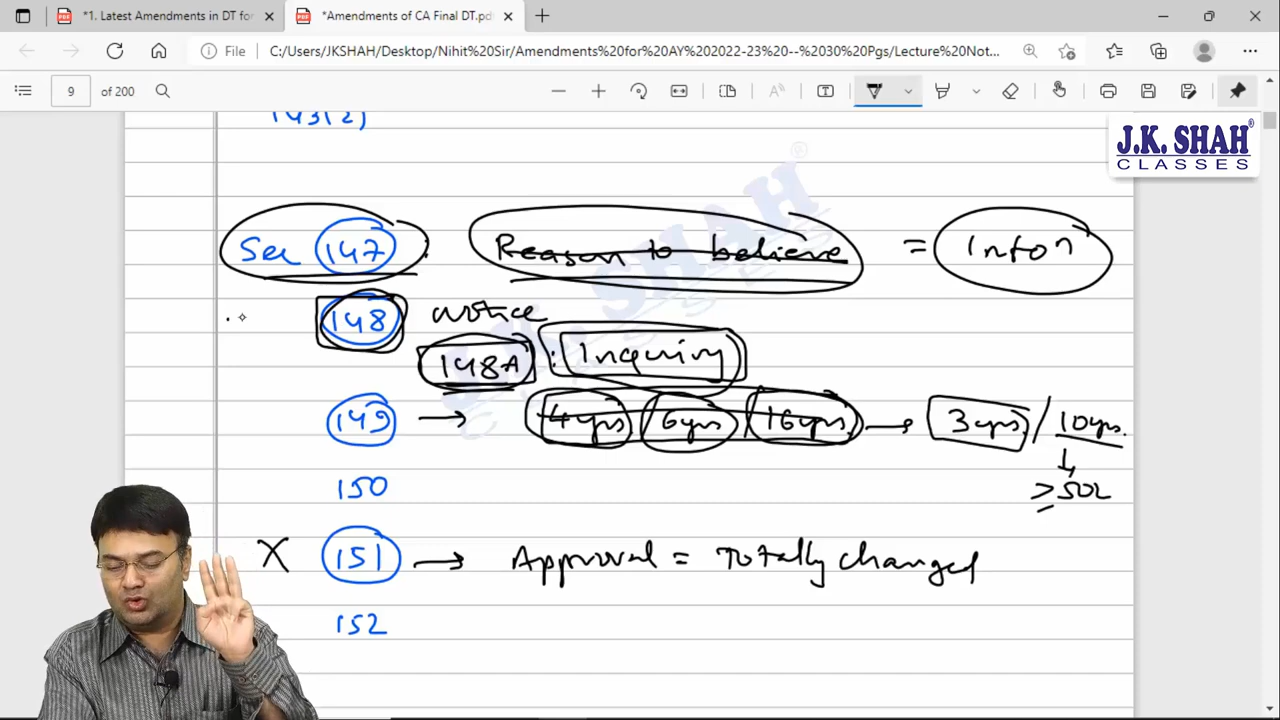 *1. Latest Amendments in DT for
*Amendments of CA Final DT.pdf
File C:/Users/JKSHAH/Desktop/Nihit%20Sir/Amendments%20for%20AY%202022-23%20--%2030%20Pgs/Lecture%20Not...
9 of 200
143(2)
J.K. SHAH®
CLASSES
J.K. SHAH®
Sec 147 Reason to believe = Infon
148 notice
148A : Inquiry
149 → 4yrs 6yrs 16yrs → 3yrs / 10yrs.
≥ 50L
150
X 151 → Approval = Totally changed
152